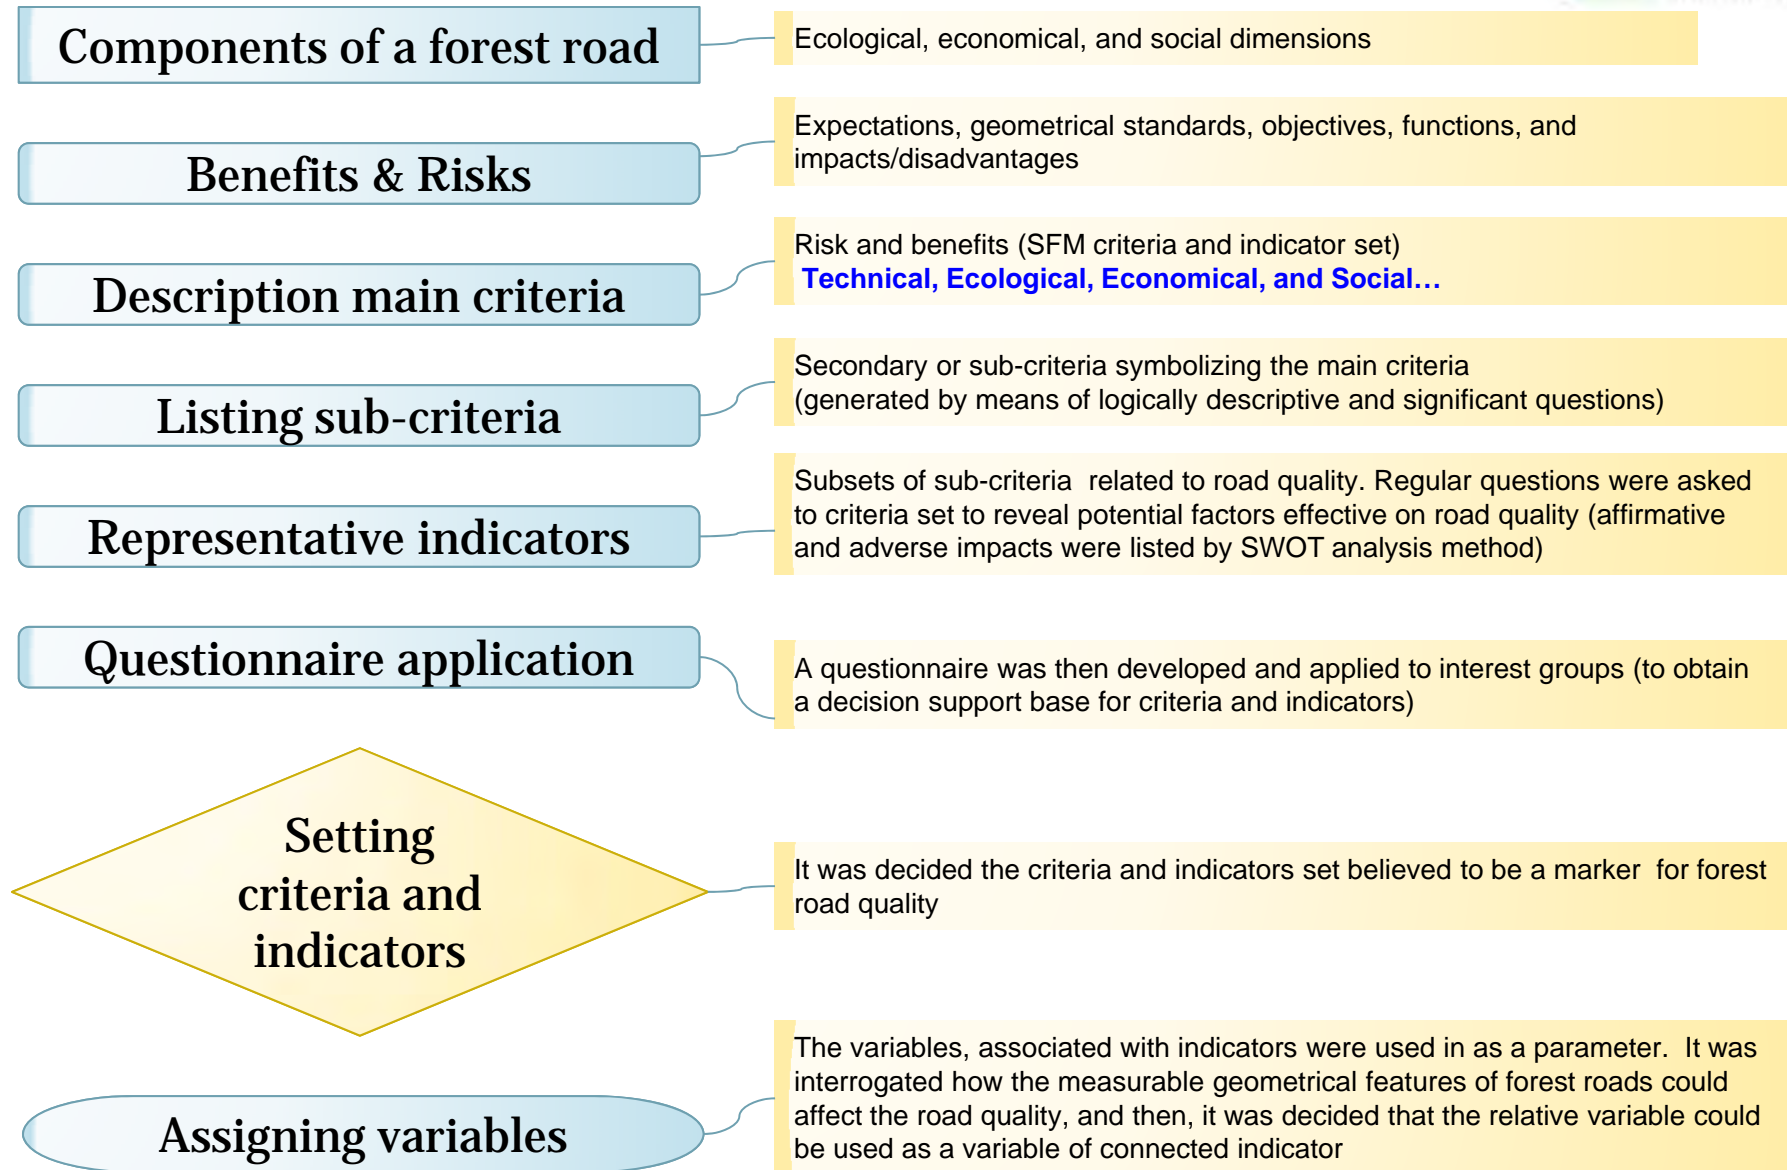 Components of a forest road
Ecological, economical, and social dimensions
Benefits & Risks
Expectations, geometrical standards, objectives, functions, and
impacts/disadvantages
Description main criteria
Risk and benefits (SFM criteria and indicator set)
Technical, Ecological, Economical, and Social…
Listing sub-criteria
Secondary or sub-criteria symbolizing the main criteria
(generated by means of logically descriptive and significant questions)
Representative indicators
Subsets of sub-criteria related to road quality. Regular questions were asked
to criteria set to reveal potential factors effective on road quality (affirmative
and adverse impacts were listed by SWOT analysis method)
Questionnaire application
A questionnaire was then developed and applied to interest groups (to obtain
a decision support base for criteria and indicators)
Setting
criteria and
indicators
It was decided the criteria and indicators set believed to be a marker for forest
road quality
Assigning variables
The variables, associated with indicators were used in as a parameter. It was
interrogated how the measurable geometrical features of forest roads could
affect the road quality, and then, it was decided that the relative variable could
be used as a variable of connected indicator